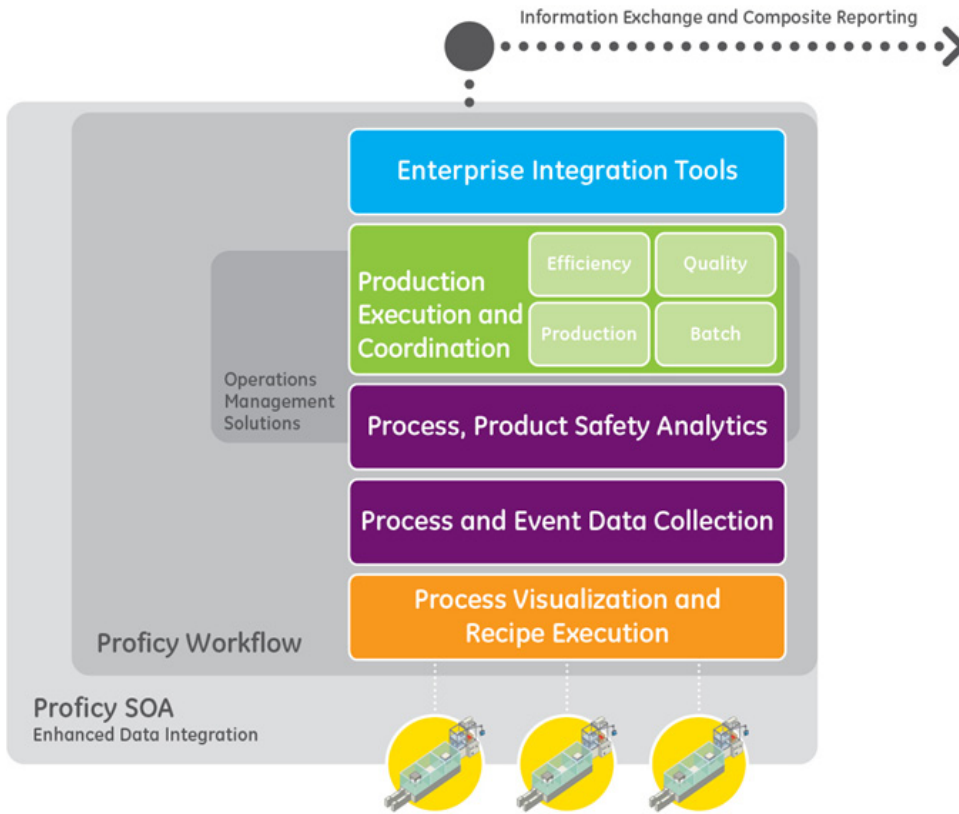 Information Exchange and Composite Reporting
Enterprise Integration Tools
Production
Execution and
Coordination
Efficiency
Quality
Production
Batch
Operations
Management
Solutions
Process, Product Safety Analytics
Process and Event Data Collection
Process Visualization and
Recipe Execution
Proficy Workflow
Proficy SOA
Enhanced Data Integration